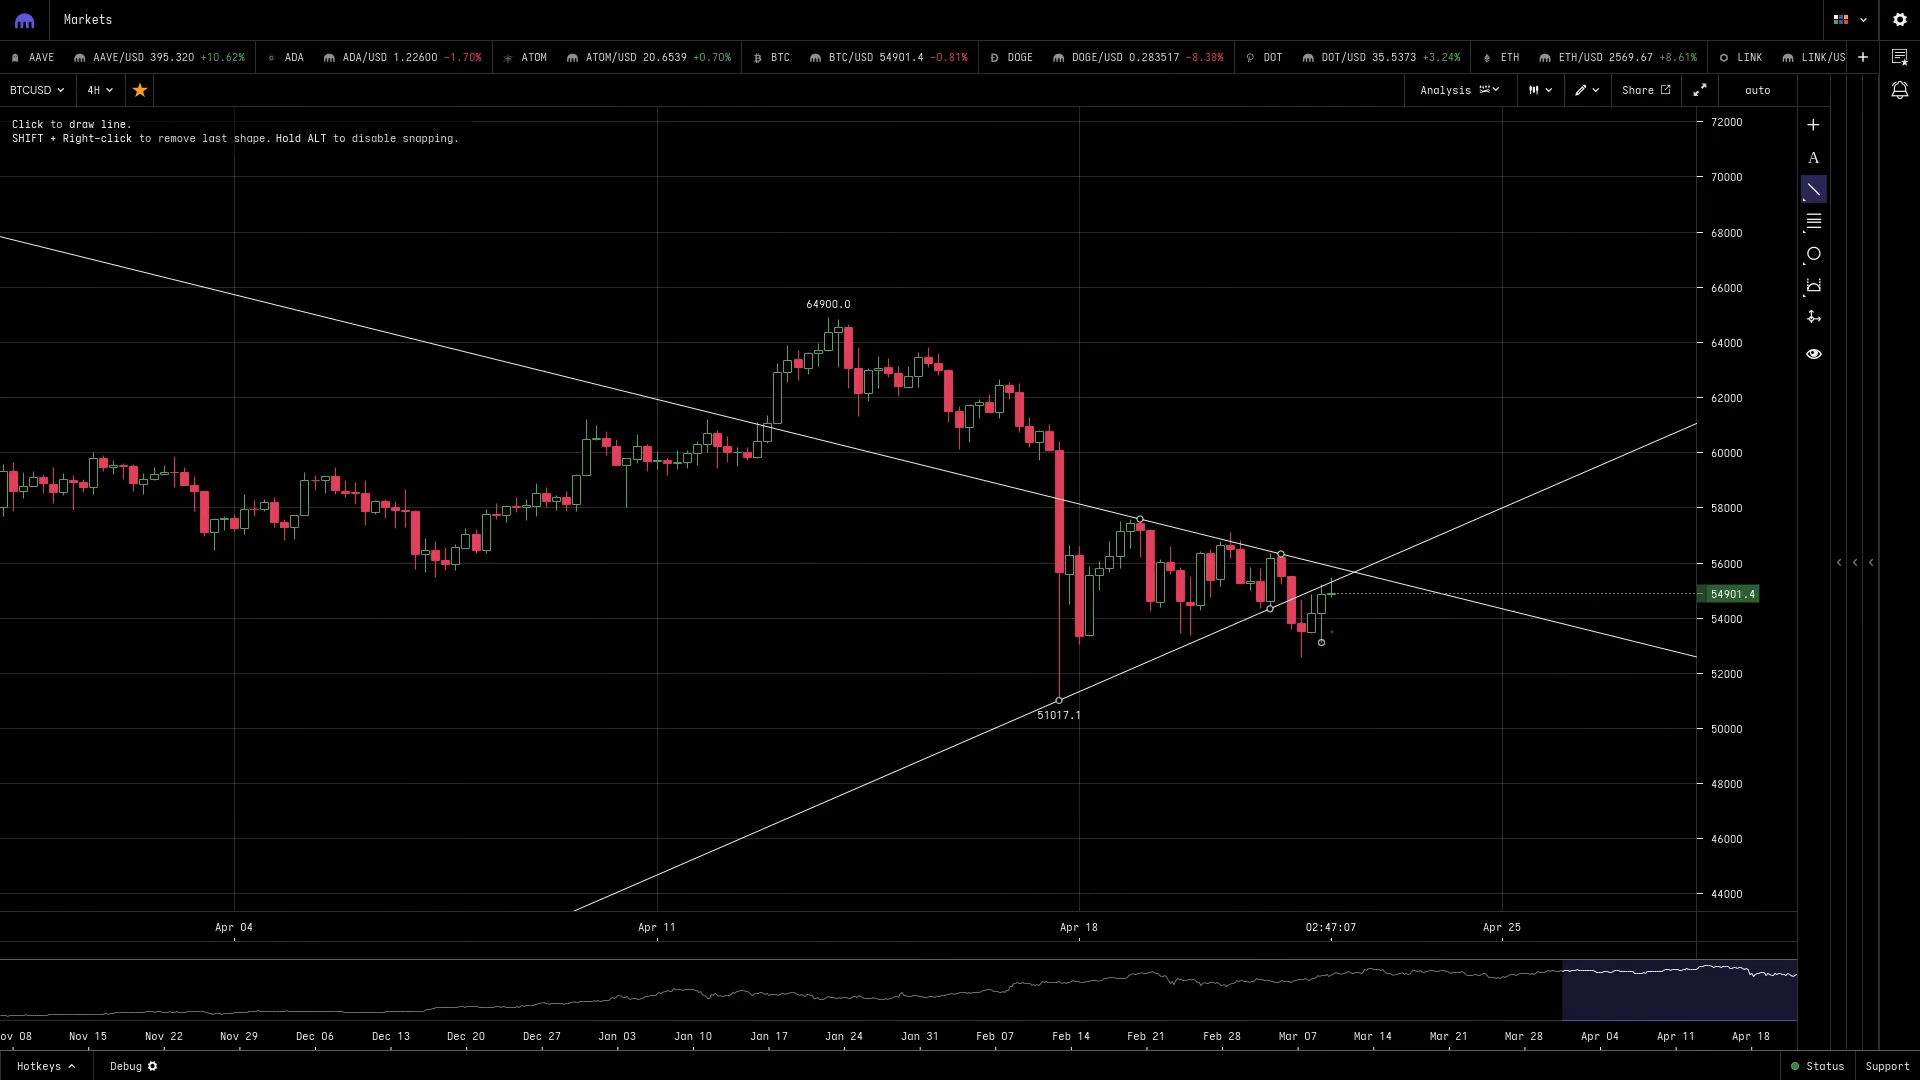 Markets
AAVE AAVE/USD 395.320 +10.62% ADA ADA/USD 1.22600 -1.70% ATOM ATOM/USD 20.6539 +0.70% BTC BTC/USD 54901.4 -0.81% DOGE DOGE/USD 0.283517 -8.38% DOT DOT/USD 35.5373 +3.24% ETH ETH/USD 2569.67 +8.61% LINK LINK/US
BTCUSD 4H Analysis Share auto
Click to draw line.
SHIFT + Right-click to remove last shape. Hold ALT to disable snapping.
72000
70000
68000
66000
64900.0
64000
62000
60000
58000
56000
54901.4
54000
52000
51017.1
50000
48000
46000
44000
Apr 04 Apr 11 Apr 18 02:47:07 Apr 25
ov 08 Nov 15 Nov 22 Nov 29 Dec 06 Dec 13 Dec 20 Dec 27 Jan 03 Jan 10 Jan 17 Jan 24 Jan 31 Feb 07 Feb 14 Feb 21 Feb 28 Mar 07 Mar 14 Mar 21 Mar 28 Apr 04 Apr 11 Apr 18
Hotkeys Debug Status Support